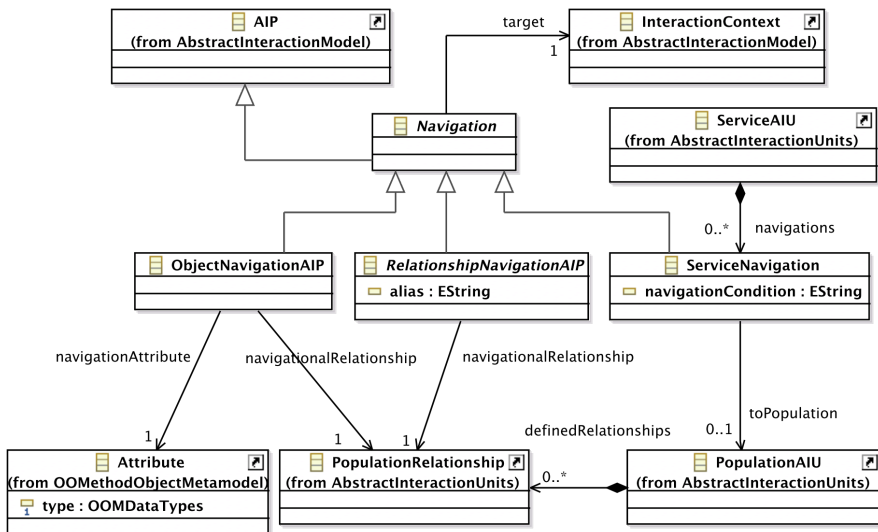 AIP
(from AbstractInteractionModel)
target
1
InteractionContext
(from AbstractInteractionModel)
Navigation
ServiceAIU
(from AbstractInteractionUnits)
0..*
navigations
ObjectNavigationAIP
RelationshipNavigationAIP
alias : EString
ServiceNavigation
navigationCondition : EString
navigationAttribute
navigationalRelationship
navigationalRelationship
toPopulation
0..1
definedRelationships
1
1
1
Attribute
(from OOMethodObjectMetamodel)
1
type : OOMDataTypes
PopulationRelationship
(from AbstractInteractionUnits)
0..*
PopulationAIU
(from AbstractInteractionUnits)